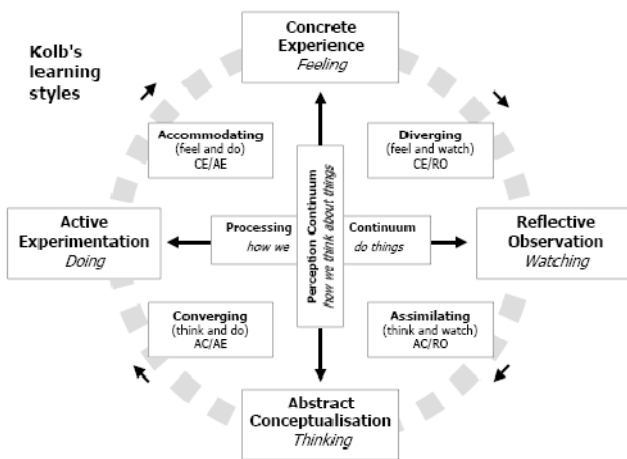 Kolb's
learning
styles
Concrete
Experience
Feeling
Accommodating
(feel and do)
CE/AE
Diverging
(feel and watch)
CE/RO
Active
Experimentation
Doing
Processing
how we
Perception Continuum
how we think about things
Continuum
do things
Reflective
Observation
Watching
Converging
(think and do)
AC/AE
Assimilating
(think and watch)
AC/RO
Abstract
Conceptualisation
Thinking